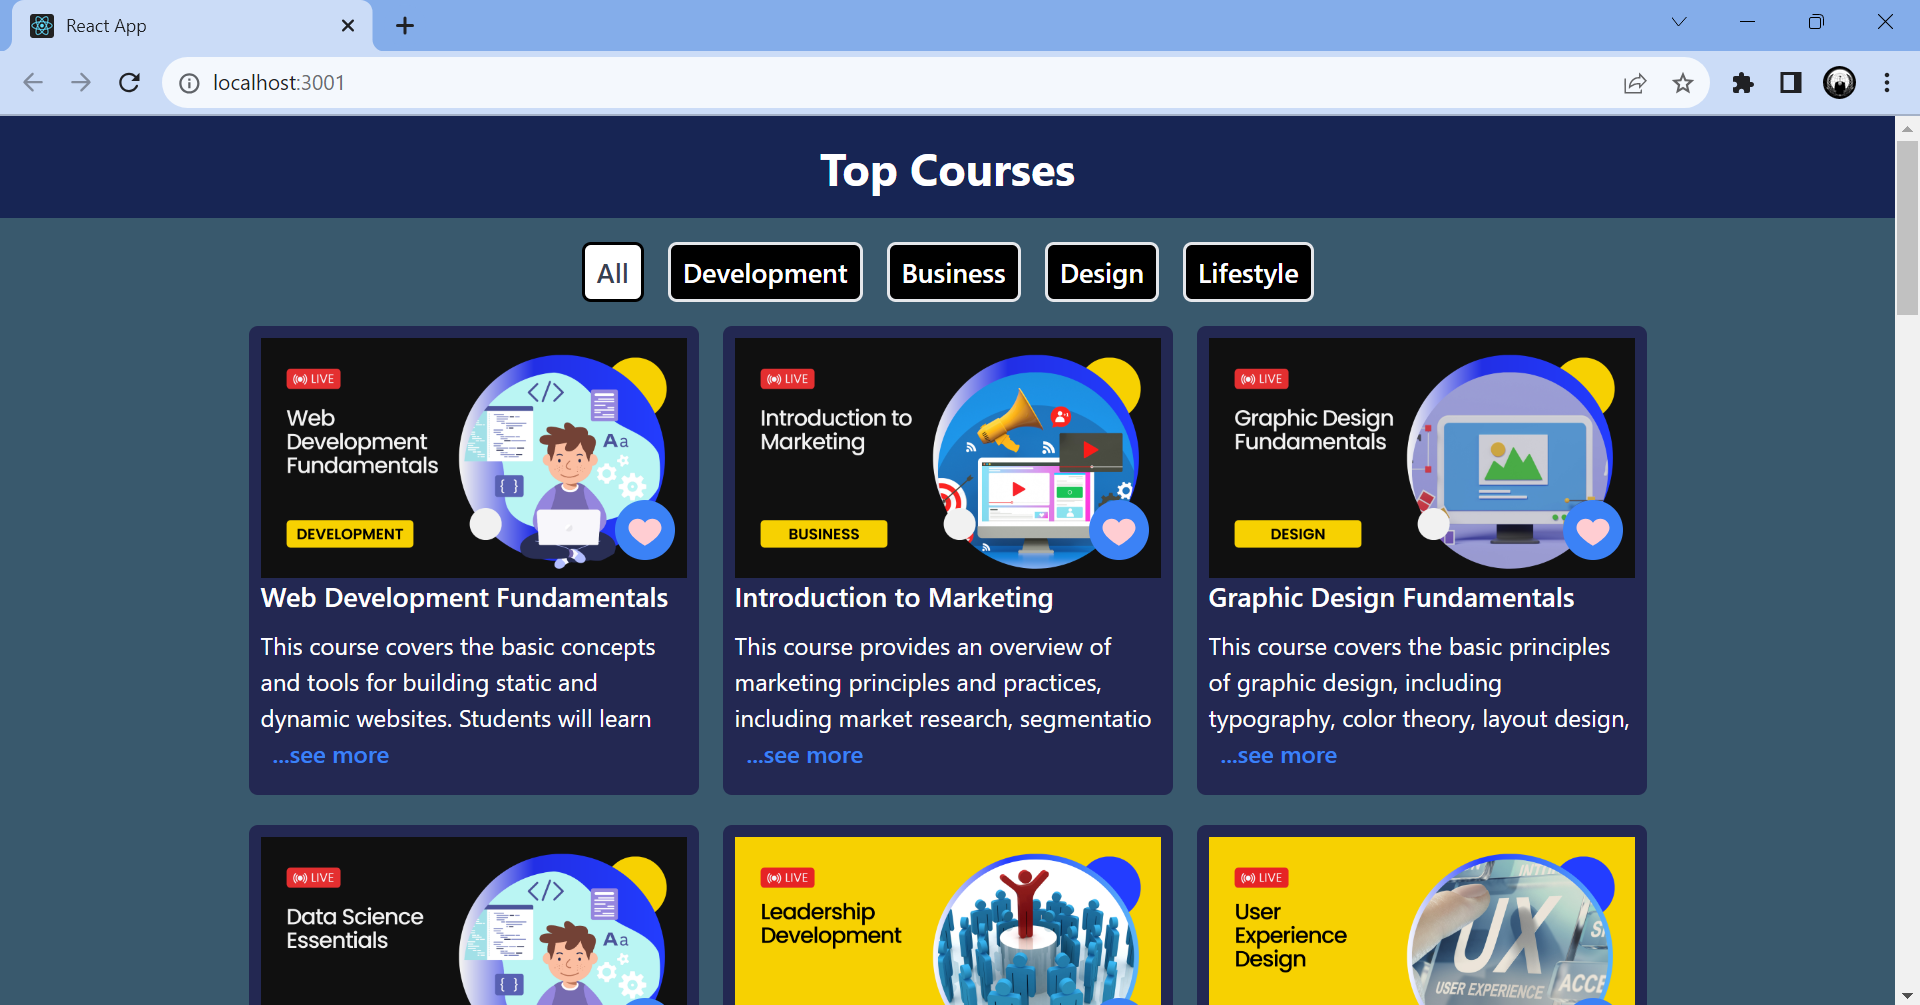 React App
localhost:3001
Top Courses
All
Development
Business
Design
Lifestyle
LIVE
Web
Development
Fundamentals
</>
Aa
{ }
DEVELOPMENT
Web Development Fundamentals
This course covers the basic concepts
and tools for building static and
dynamic websites. Students will learn
...see more
LIVE
Introduction to
Marketing
BUSINESS
Introduction to Marketing
This course provides an overview of
marketing principles and practices,
including market research, segmentatio
...see more
LIVE
Graphic Design
Fundamentals
DESIGN
Graphic Design Fundamentals
This course covers the basic principles
of graphic design, including
typography, color theory, layout design,
...see more
LIVE
Data Science
Essentials
</>
Aa
{ }
LIVE
Leadership
Development
LIVE
User
Experience
Design
UX
USER EXPERIENCE
ACCE